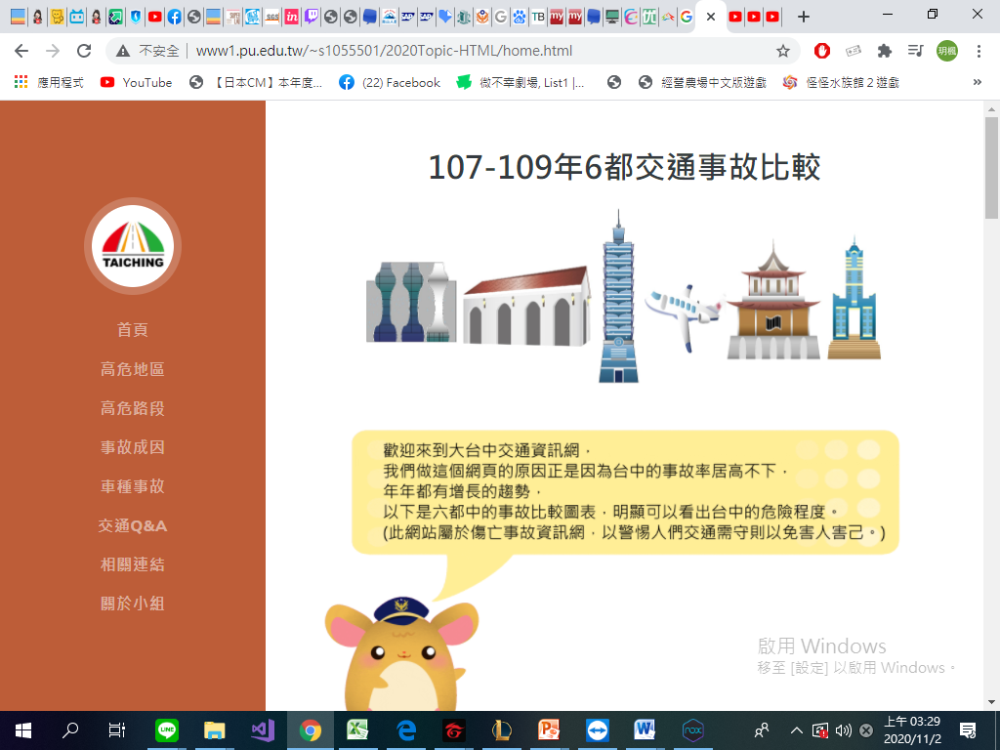 不安全 | www1.pu.edu.tw/~s1055501/2020Topic-HTML/home.html
玥楓
應用程式 YouTube 【日本CM】本年度... (22) Facebook 微不幸劇場, List1 |... 經營農場中文版遊戲 怪怪水族館 2 遊戲 »
TAICHING
首頁
高危地區
高危路段
事故成因
車種事故
交通Q&A
相關連結
關於小組
107-109年6都交通事故比較
歡迎來到大台中交通資訊網，
我們做這個網頁的原因正是因為台中的事故率居高不下，
年年都有增長的趨勢，
以下是六都中的事故比較圖表，明顯可以看出台中的危險程度。
(此網站屬於傷亡事故資訊網，以警惕人們交通需守則以免害人害己。)
啟用 Windows
移至 [設定] 以啟用 Windows。
上午 03:29
2020/11/2